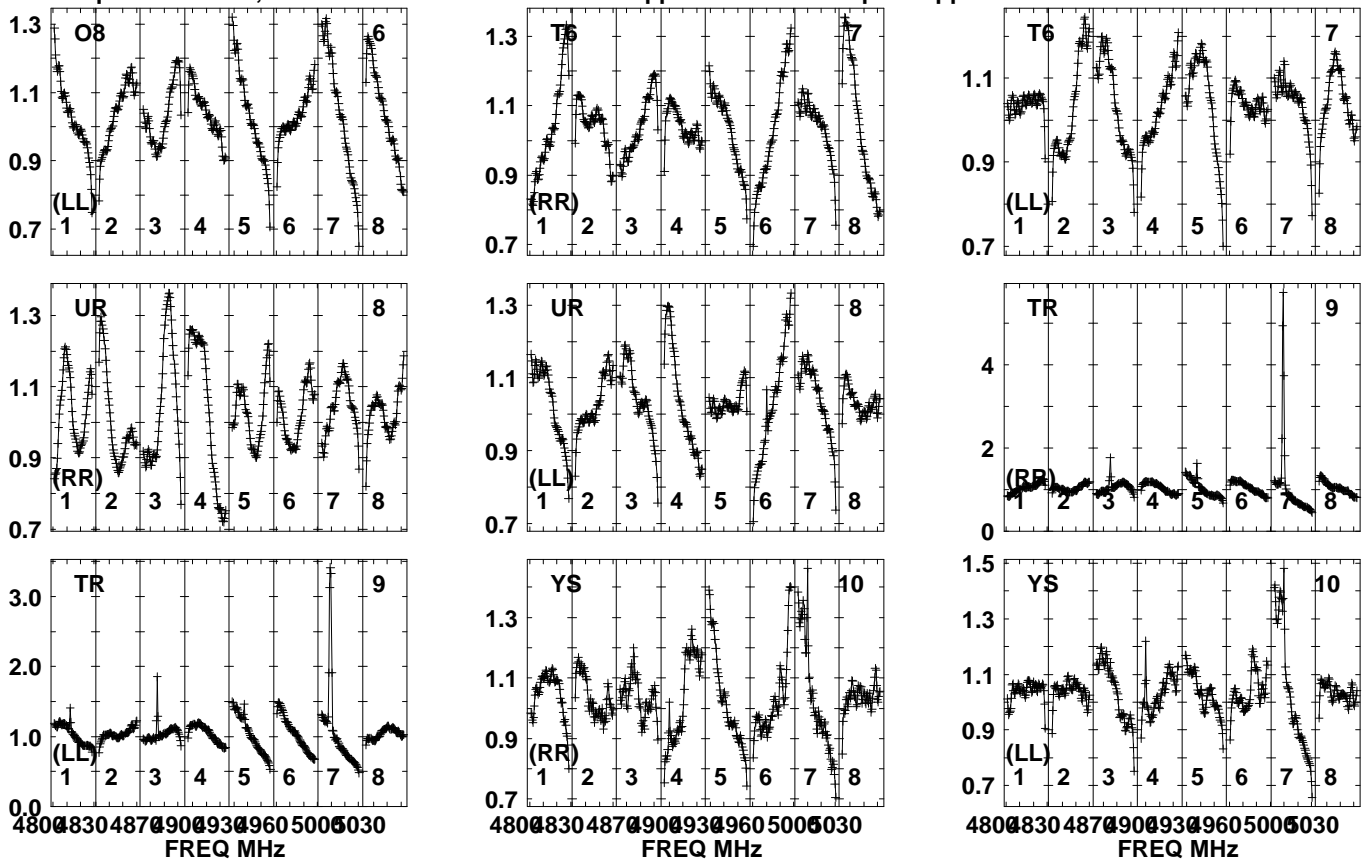 1.3 O8 6 1.3 T6 7 T6 7
1.3
1.1 1.1 1.1
0.9 0.9 0.9
(LL) (RR) (LL)
0.7 1 2 3 4 5 6 7 8 0.7 1 2 3 4 5 6 7 8 0.7 1 2 3 4 5 6 7 8
UR 8 UR 8 TR 9
1.3 1.3
4
1.1 1.1
0.9 0.9 2
(RR) (LL) (RR)
1 2 3 4 5 6 7 8 1 2 3 4 5 6 7 8 1 2 3 4 5 6 7 8
0.7 0.7 0
TR 9 YS 10 1.5 YS 10
3.0 1.3 1.3
2.0 1.1 1.1
1.0 0.9 0.9
(LL) (RR) (LL)
1 2 3 4 5 6 7 8 1 2 3 4 5 6 7 8 1 2 3 4 5 6 7 8
0.0 0.7 0.7
4800 4830 4870 4900 4930 4960 5000 5030 4800 4830 4870 4900 4930 4960 5000 5030 4800 4830 4870 4900 4930 4960 5000 5030
FREQ MHz FREQ MHz FREQ MHz